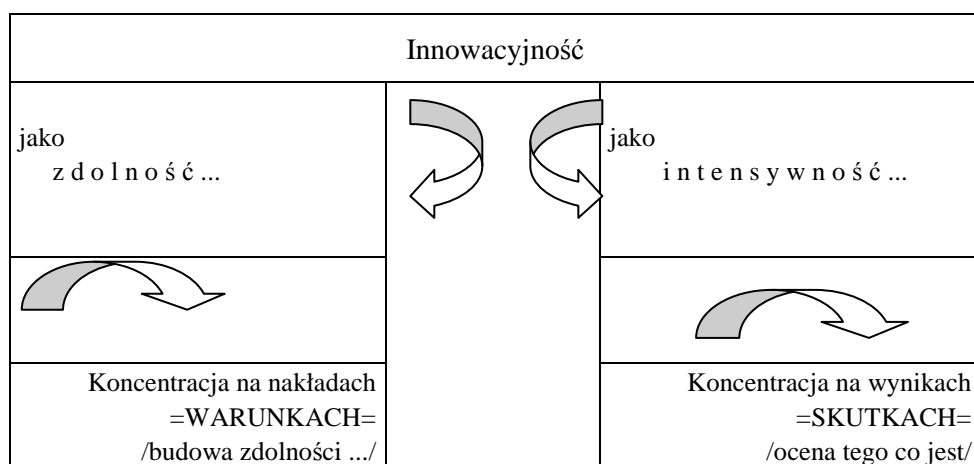 Innowacyjność
jako
z d o l n o ś ć ...
jako
i n t e n s y w n o ś ć ...
Koncentracja na nakładach
=WARUNKACH=
/budowa zdolności .../
Koncentracja na wynikach
=SKUTKACH=
/ocena tego co jest/